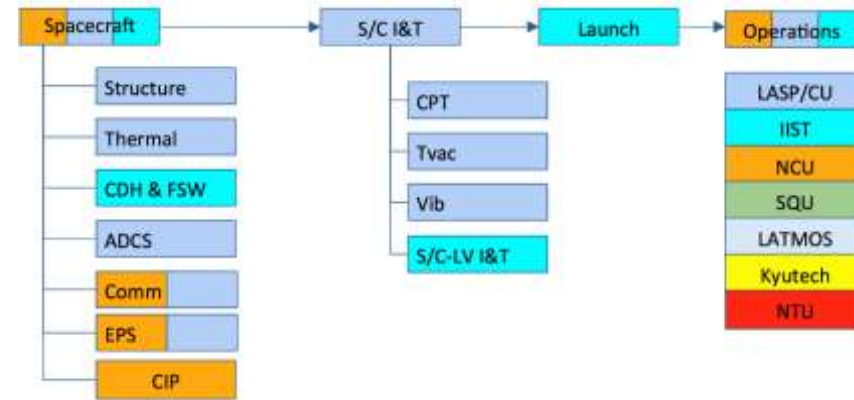 Spacecraft
S/C I&T
Launch
Operations
Structure
Thermal
CDH & FSW
ADCS
Comm
EPS
CIP
CPT
Tvac
Vib
S/C-LV I&T
LASP/CU
IIST
NCU
SQU
LATMOS
Kyutech
NTU